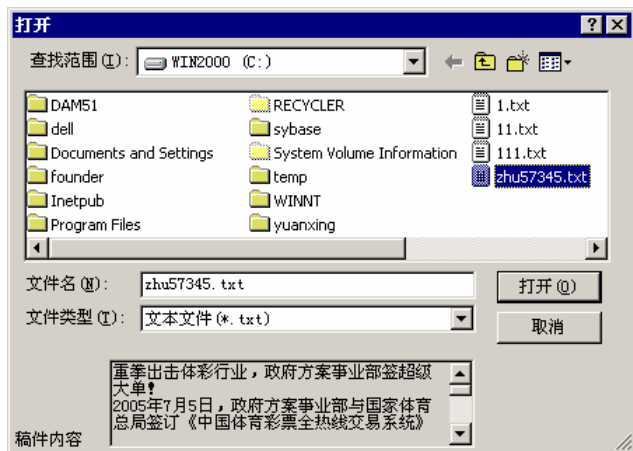 打开
查找范围(I): WIN2000 (C:)
DAM51
dell
Documents and Settings
founder
Inetpub
Program Files
RECYCLER
sybase
System Volume Information
temp
WINNT
yuanxing
1.txt
11.txt
111.txt
zhu57345.txt
文件名(N): zhu57345.txt
打开(O)
文件类型(T): 文本文件(*.txt)
取消
重拳出击体彩行业，政府方案事业部签超级
大单！
2005年7月5日，政府方案事业部与国家体育
总局签订《中国体育彩票全热线交易系统》
稿件内容